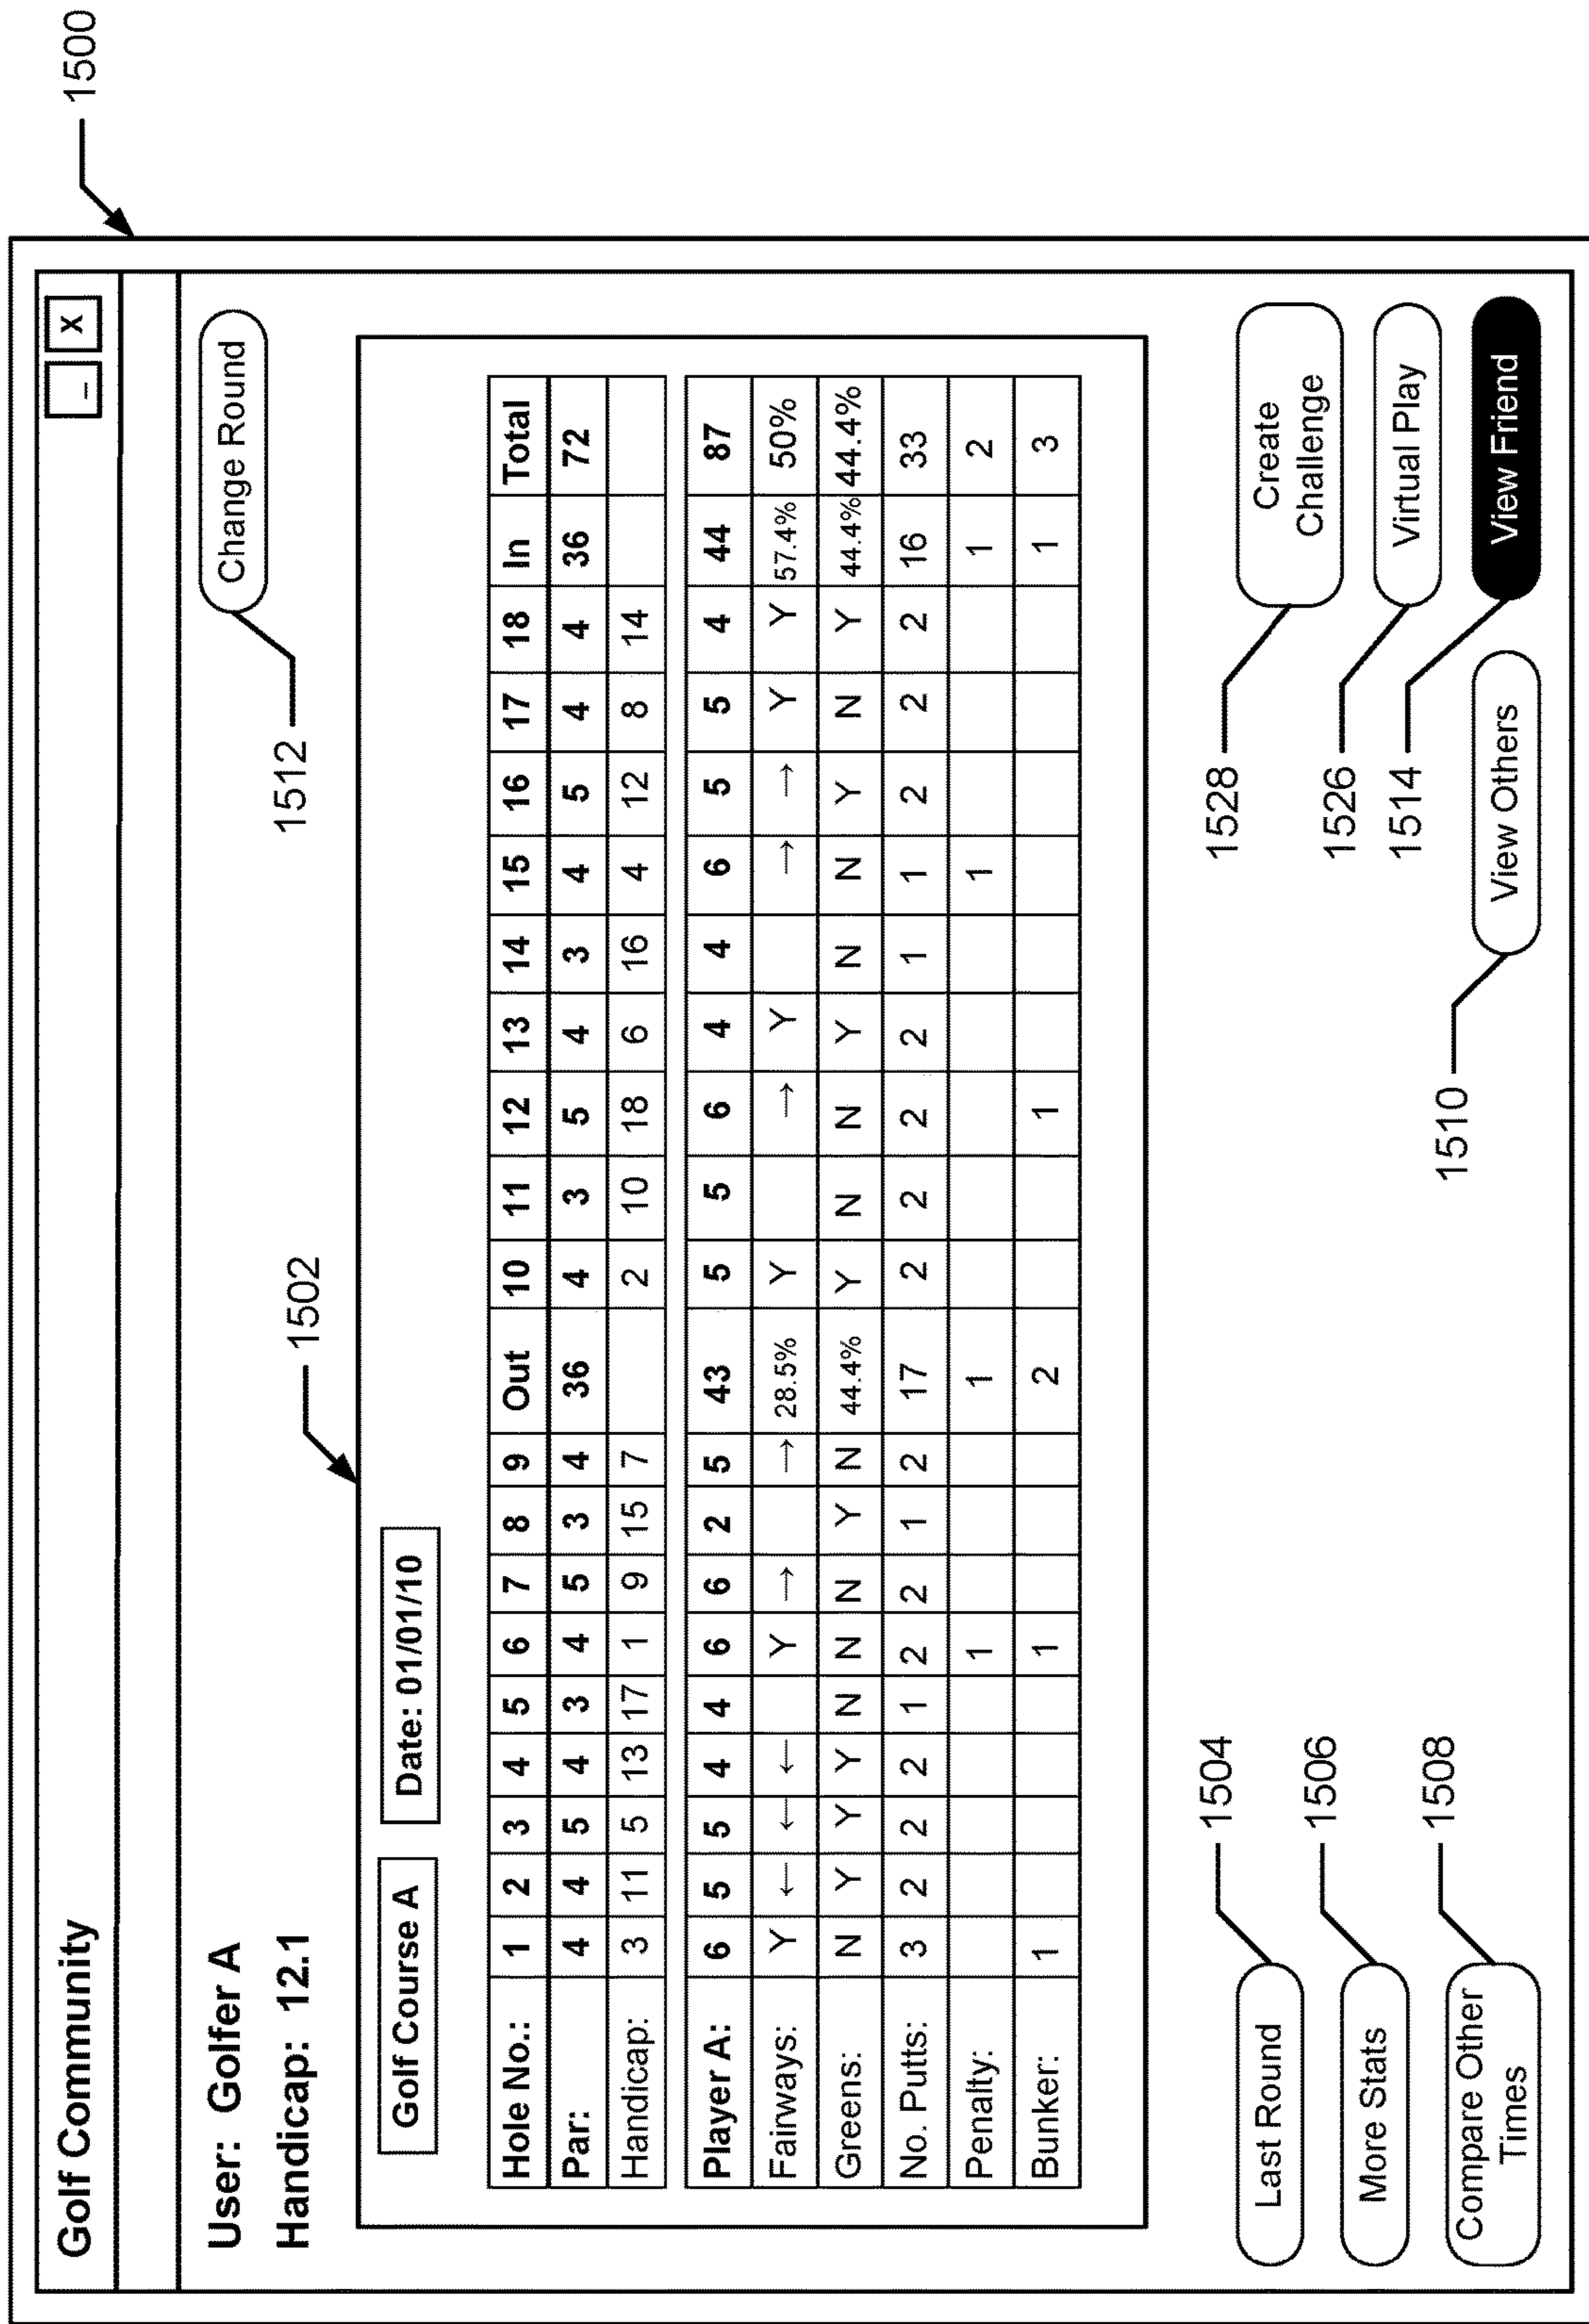 1500
Golf Community
_ X
User: Golfer A
Change Round
Handicap: 12.1
1512
1502
Golf Course A Date: 01/01/10
Hole No.: 1 2 3 4 5 6 7 8 9 Out 10 11 12 13 14 15 16 17 18 In Total
Par: 4 4 5 4 3 4 5 3 4 36 4 3 5 4 3 4 5 4 4 36 72
Handicap: 3 11 5 13 17 1 9 15 7 2 10 18 6 16 4 12 8 14
Player A: 6 5 5 4 4 6 6 2 5 43 5 5 6 4 4 6 5 5 4 44 87
Fairways: Y ← ← ← Y → → 28.5% Y → Y → → Y Y 57.4% 50%
Greens: N Y Y Y N N N Y N 44.4% Y N N Y N N Y N Y 44.4% 44.4%
No. Putts: 3 2 2 2 1 2 2 1 2 17 2 2 2 2 1 1 2 2 2 16 33
Penalty: 1 1 1 1 2
Bunker: 1 1 2 1 1 3
Last Round
1504
1528
Create
Challenge
More Stats
1506
1526
Virtual Play
Compare Other
Times
1508
1510
View Others
1514
View Friend